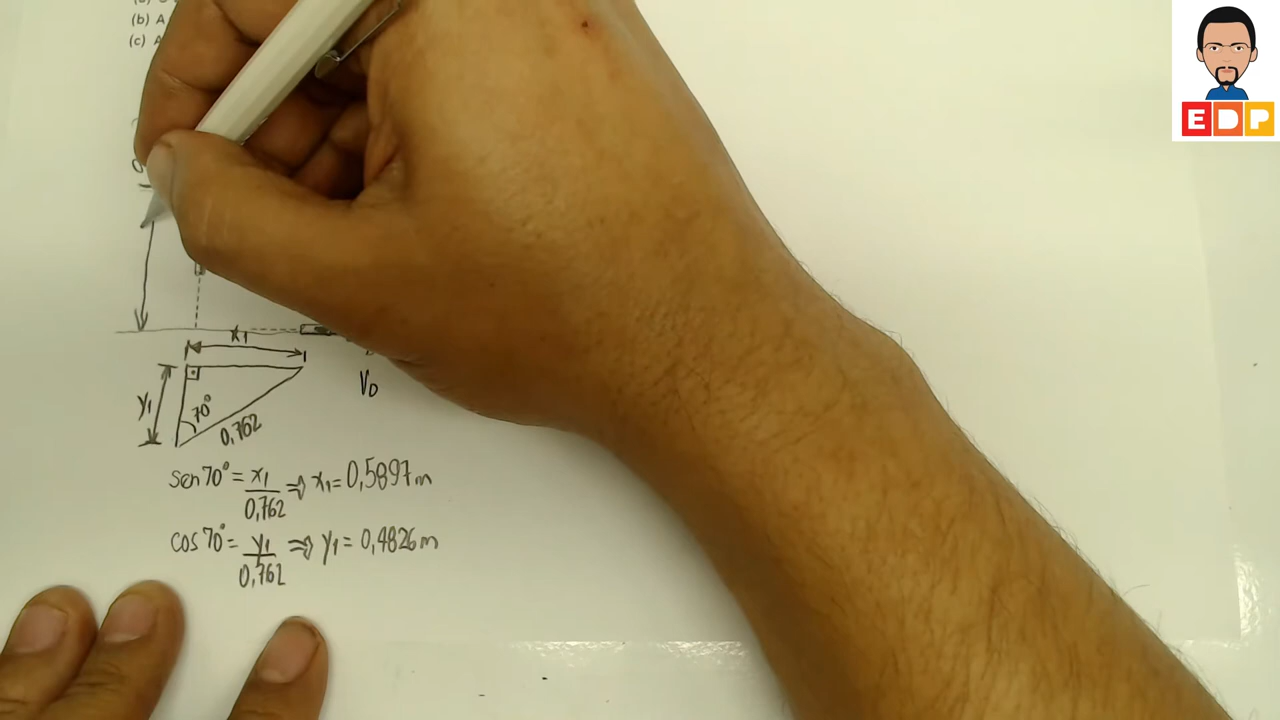 (b) A
(c) A
EDP
x₁
y₁
70°
0,762
V₀
sen 70° = x₁/0,762 ⇒ x₁ = 0,5897 m
cos 70° = y₁/0,762 ⇒ y₁ = 0,4826 m